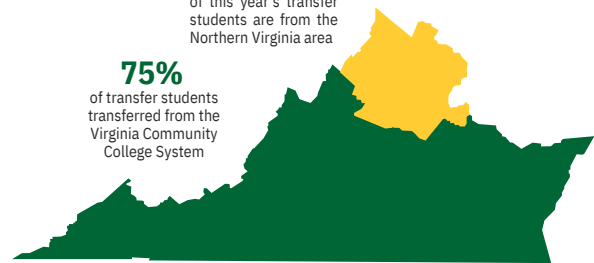 of this year's transfer
students are from the
Northern Virginia area
75%
of transfer students
transferred from the
Virginia Community
College System